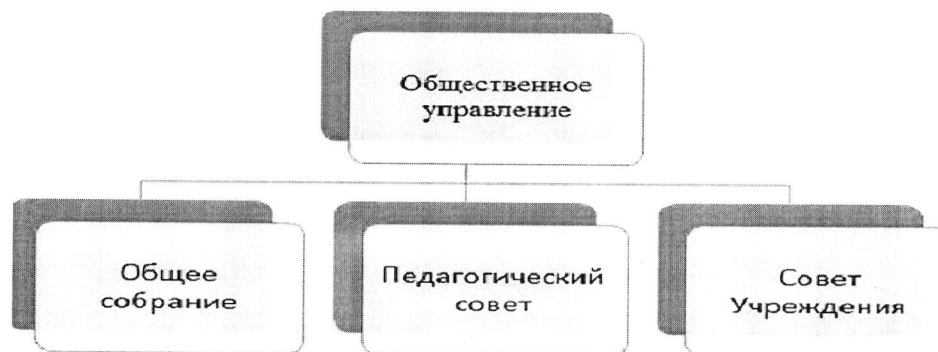 Общественное
управление
Общее
собрание
Педагогический
совет
Совет
Учреждения